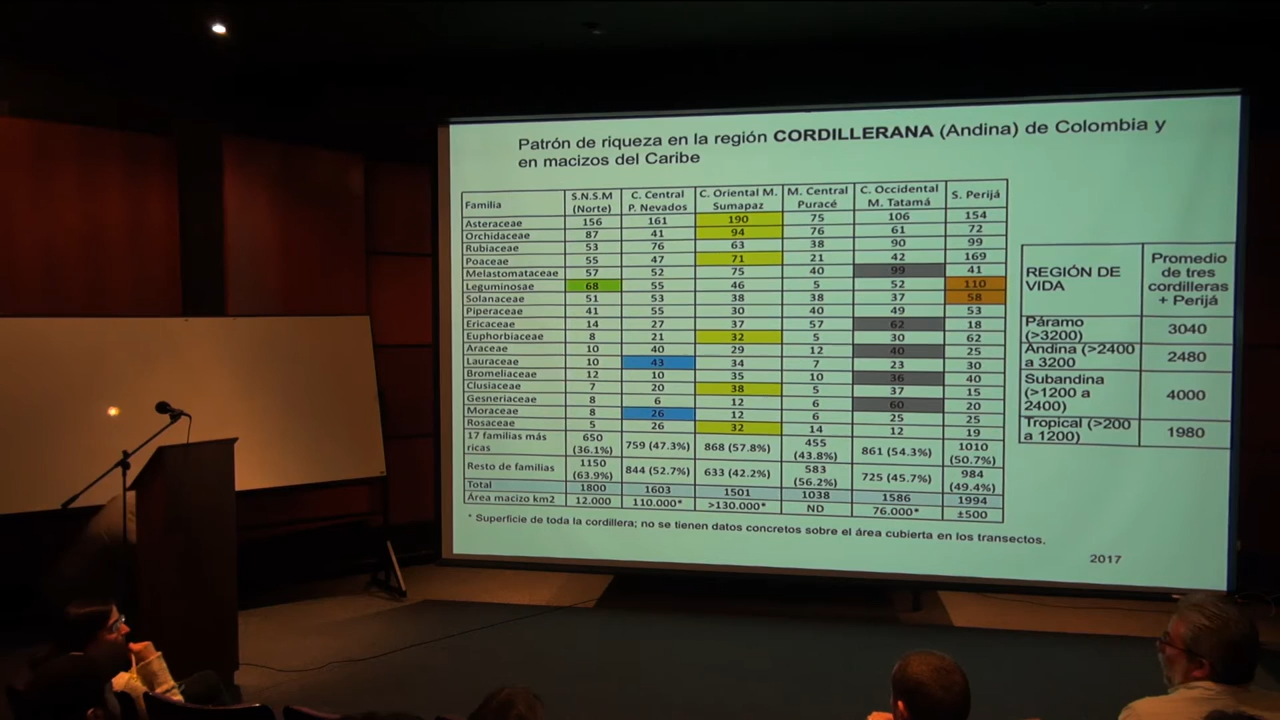 Patrón de riqueza en la región CORDILLERANA (Andina) de Colombia y
en macizos del Caribe
Familia S.N.S.M (Norte) C. Central P. Nevados C. Oriental M. Sumapaz M. Central Puracé C. Occidental M. Tatamá S. Perijá
Asteraceae 156 161 190 75 106 154
Orchidaceae 87 41 94 76 61 72
Rubiaceae 53 76 63 38 90 99
Poaceae 55 47 71 21 42 169
Melastomataceae 57 52 75 40 99 41
Leguminosae 68 55 46 5 52 110
Solanaceae 51 53 38 38 37 58
Piperaceae 41 55 30 40 49 53
Ericaceae 14 27 37 57 62 18
Euphorbiaceae 8 21 32 5 30 62
Araceae 10 40 29 12 40 25
Lauraceae 10 43 34 7 23 30
Bromeliaceae 12 10 35 10 36 40
Clusiaceae 7 20 38 5 37 15
Gesneriaceae 8 6 12 6 60 20
Moraceae 8 26 12 6 25 25
Rosaceae 5 26 32 14 12 19
17 familias más ricas 650 (36.1%) 759 (47.3%) 868 (57.8%) 455 (43.8%) 861 (54.3%) 1010 (50.7%)
Resto de familias 1150 (63.9%) 844 (52.7%) 633 (42.2%) 583 (56.2%) 725 (45.7%) 984 (49.4%)
Total 1800 1603 1501 1038 1586 1994
Área macizo km2 12.000 110.000* >130.000* ND 76.000* ±500
* Superficie de toda la cordillera; no se tienen datos concretos sobre el área cubierta en los transectos.
REGIÓN DE VIDA Promedio de tres cordilleras + Perijá
Páramo (>3200) 3040
Andina (>2400 a 3200) 2480
Subandina (>1200 a 2400) 4000
Tropical (>200 a 1200) 1980
2017